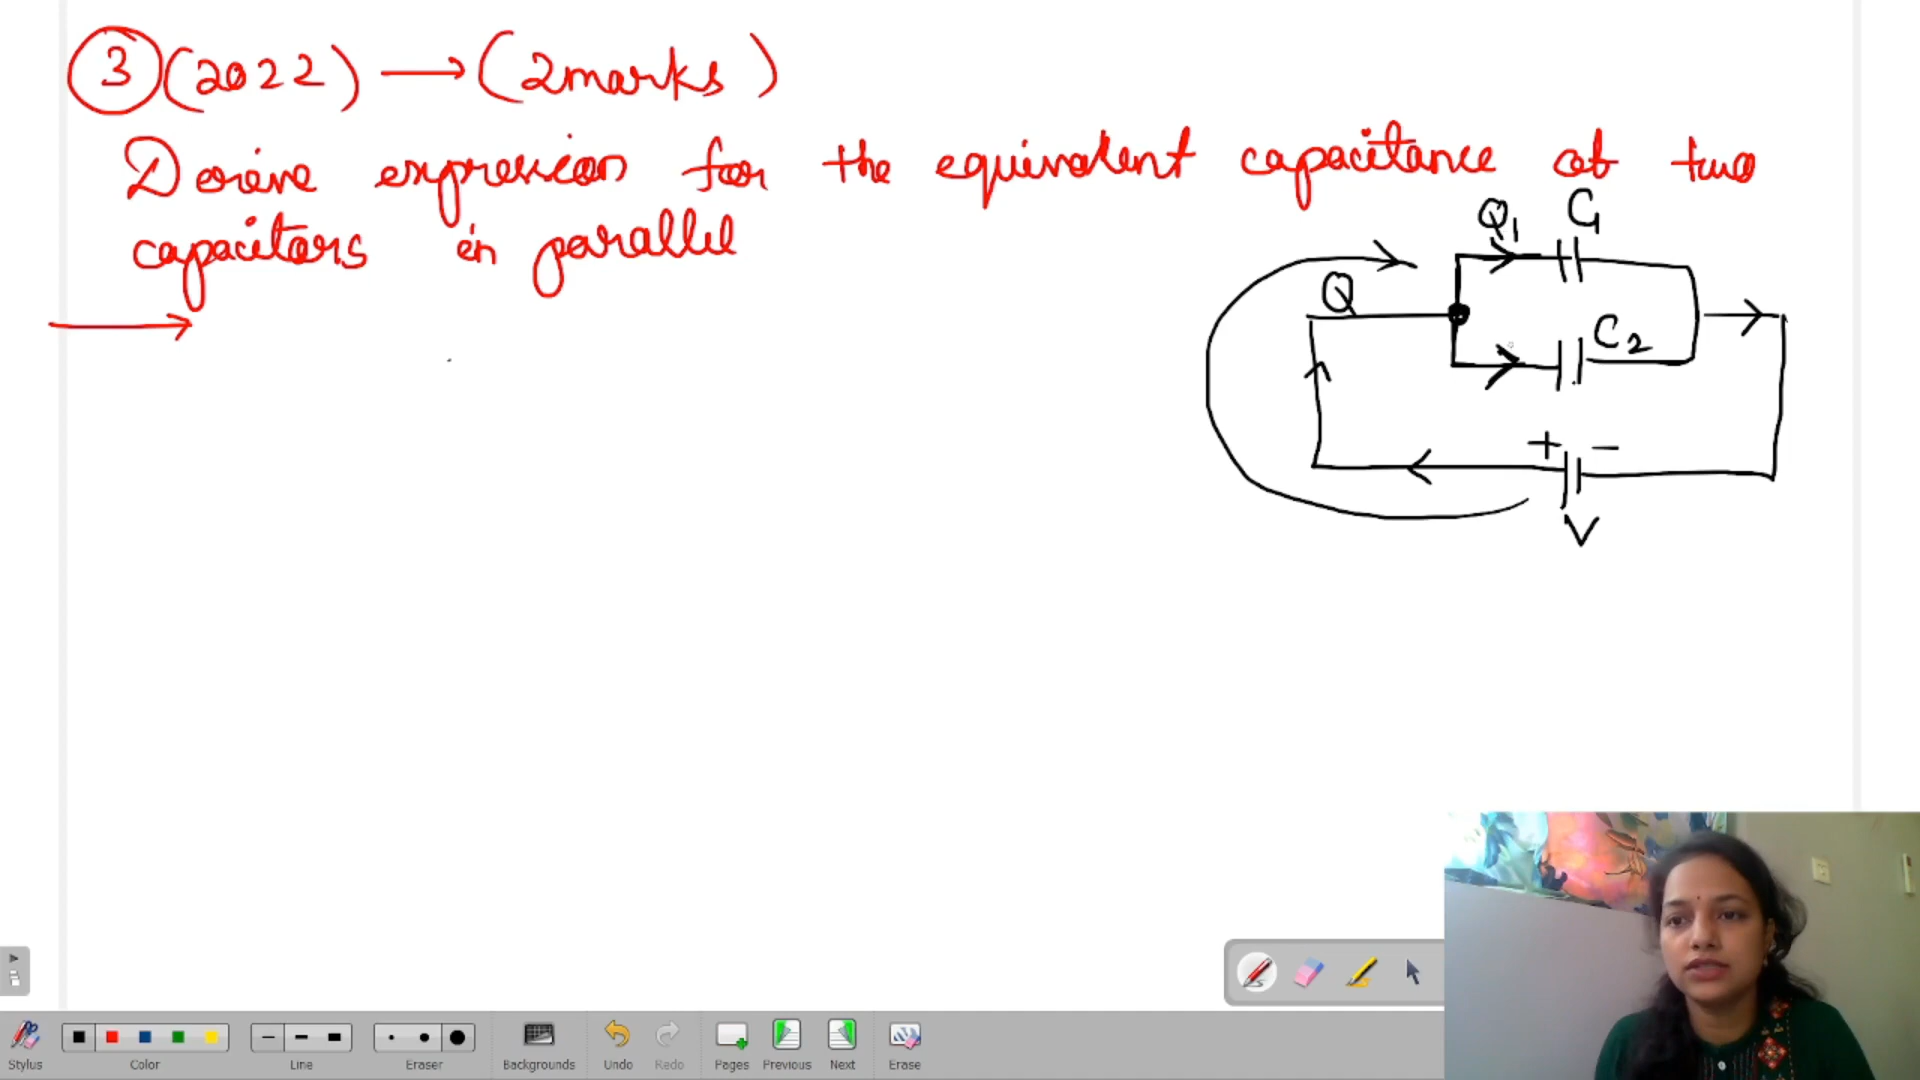 3 (2022) → (2marks)
Derive expression for the equivalent capacitance of two
capacitors in parallel
→
Q1 C1
Q
C2
+ -
V
Stylus Color Line Eraser Backgrounds Undo Redo Pages Previous Next Erase